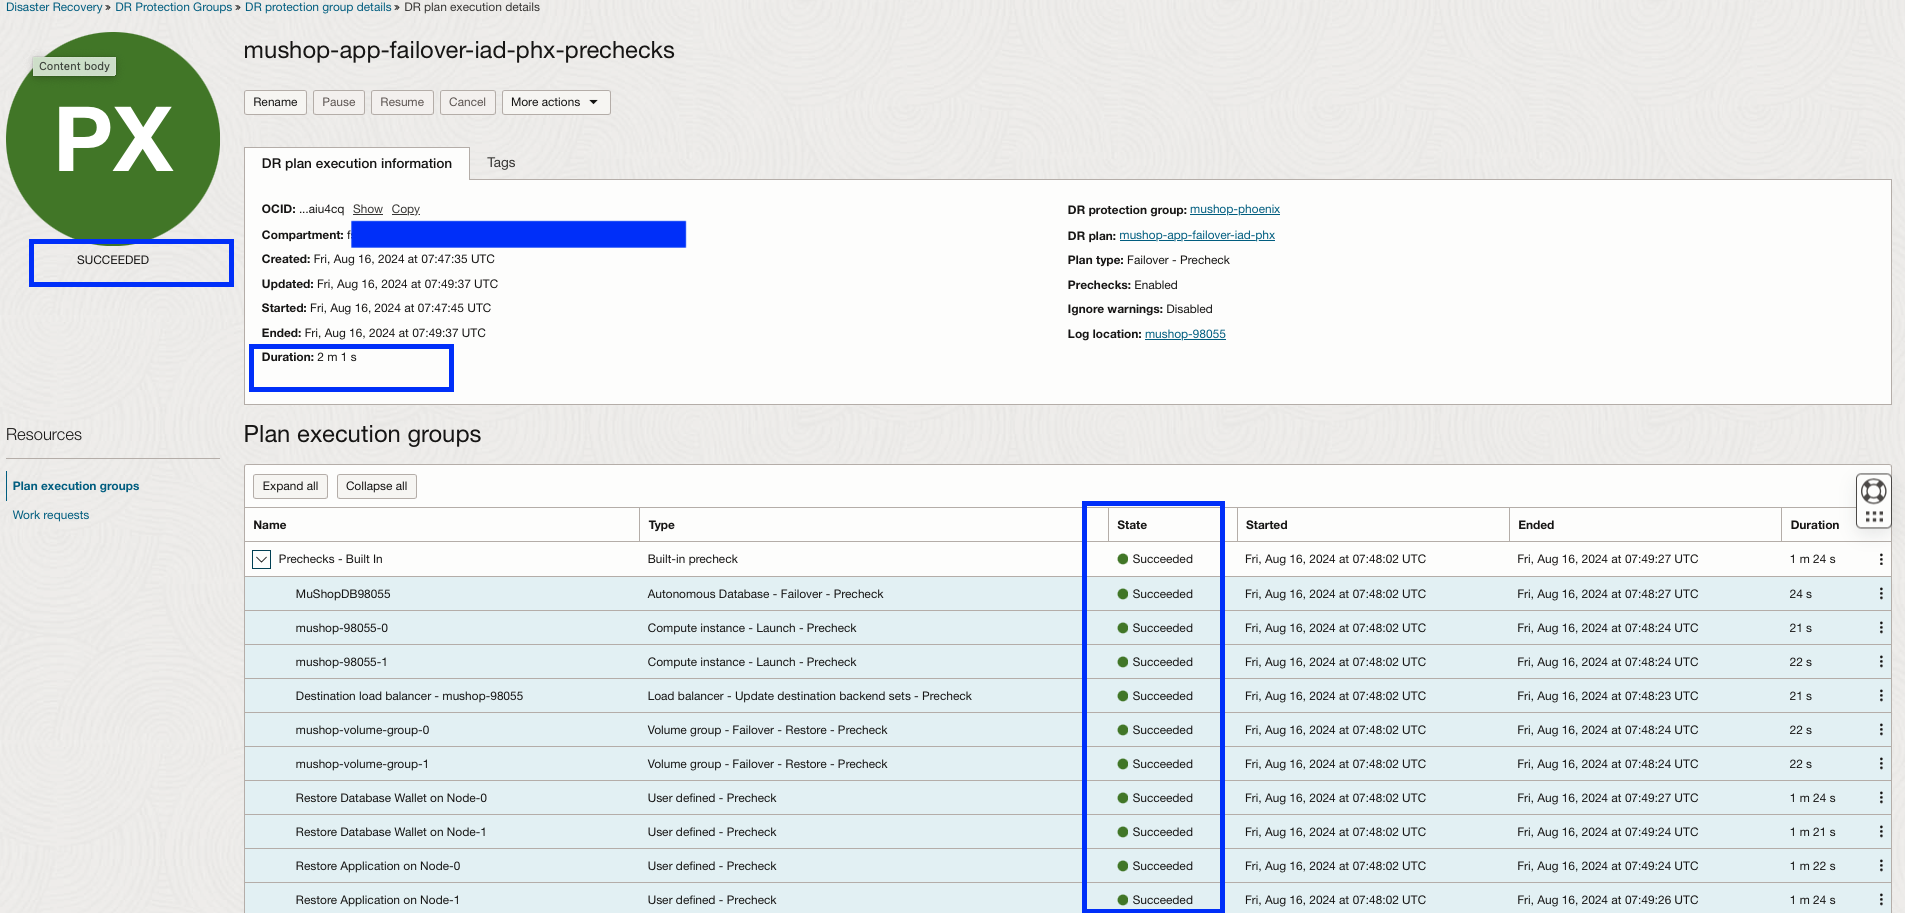 Disaster Recovery » DR Protection Groups » DR protection group details » DR plan execution details
Content body
PX
SUCCEEDED
mushop-app-failover-iad-phx-prechecks
Rename Pause Resume Cancel More actions
DR plan execution information Tags
OCID: ...aiu4cq Show Copy
Compartment: f
Created: Fri, Aug 16, 2024 at 07:47:35 UTC
Updated: Fri, Aug 16, 2024 at 07:49:37 UTC
Started: Fri, Aug 16, 2024 at 07:47:45 UTC
Ended: Fri, Aug 16, 2024 at 07:49:37 UTC
Duration: 2 m 1 s
DR protection group: mushop-phoenix
DR plan: mushop-app-failover-iad-phx
Plan type: Failover - Precheck
Prechecks: Enabled
Ignore warnings: Disabled
Log location: mushop-98055
Resources
Plan execution groups
Work requests
Plan execution groups
Expand all Collapse all
Name Type State Started Ended Duration
Prechecks - Built In Built-in precheck Succeeded Fri, Aug 16, 2024 at 07:48:02 UTC Fri, Aug 16, 2024 at 07:49:27 UTC 1 m 24 s
MuShopDB98055 Autonomous Database - Failover - Precheck Succeeded Fri, Aug 16, 2024 at 07:48:02 UTC Fri, Aug 16, 2024 at 07:48:27 UTC 24 s
mushop-98055-0 Compute instance - Launch - Precheck Succeeded Fri, Aug 16, 2024 at 07:48:02 UTC Fri, Aug 16, 2024 at 07:48:24 UTC 21 s
mushop-98055-1 Compute instance - Launch - Precheck Succeeded Fri, Aug 16, 2024 at 07:48:02 UTC Fri, Aug 16, 2024 at 07:48:24 UTC 22 s
Destination load balancer - mushop-98055 Load balancer - Update destination backend sets - Precheck Succeeded Fri, Aug 16, 2024 at 07:48:02 UTC Fri, Aug 16, 2024 at 07:48:23 UTC 21 s
mushop-volume-group-0 Volume group - Failover - Restore - Precheck Succeeded Fri, Aug 16, 2024 at 07:48:02 UTC Fri, Aug 16, 2024 at 07:48:24 UTC 22 s
mushop-volume-group-1 Volume group - Failover - Restore - Precheck Succeeded Fri, Aug 16, 2024 at 07:48:02 UTC Fri, Aug 16, 2024 at 07:48:24 UTC 22 s
Restore Database Wallet on Node-0 User defined - Precheck Succeeded Fri, Aug 16, 2024 at 07:48:02 UTC Fri, Aug 16, 2024 at 07:49:27 UTC 1 m 24 s
Restore Database Wallet on Node-1 User defined - Precheck Succeeded Fri, Aug 16, 2024 at 07:48:02 UTC Fri, Aug 16, 2024 at 07:49:24 UTC 1 m 21 s
Restore Application on Node-0 User defined - Precheck Succeeded Fri, Aug 16, 2024 at 07:48:02 UTC Fri, Aug 16, 2024 at 07:49:24 UTC 1 m 22 s
Restore Application on Node-1 User defined - Precheck Succeeded Fri, Aug 16, 2024 at 07:48:02 UTC Fri, Aug 16, 2024 at 07:49:26 UTC 1 m 24 s